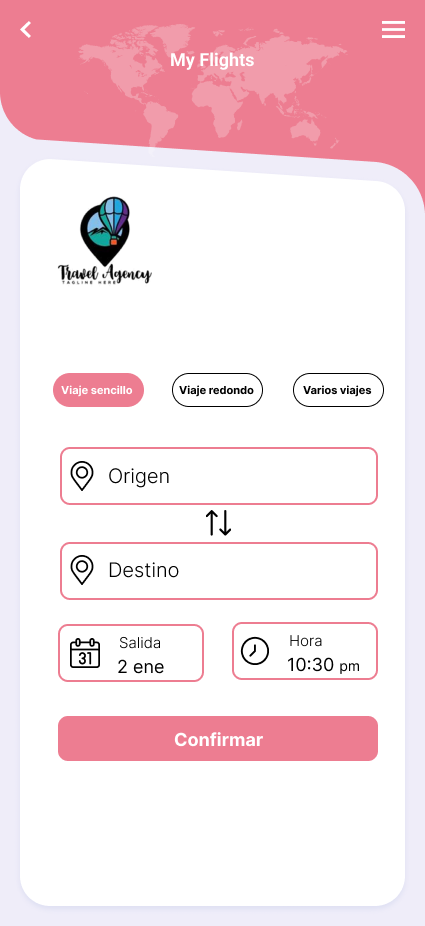 My Flights
Travel Agency
TAGLINE HERE
Viaje sencillo
Viaje redondo
Varios viajes
Origen
Destino
31
Salida
2 ene
Hora
10:30 pm
Confirmar